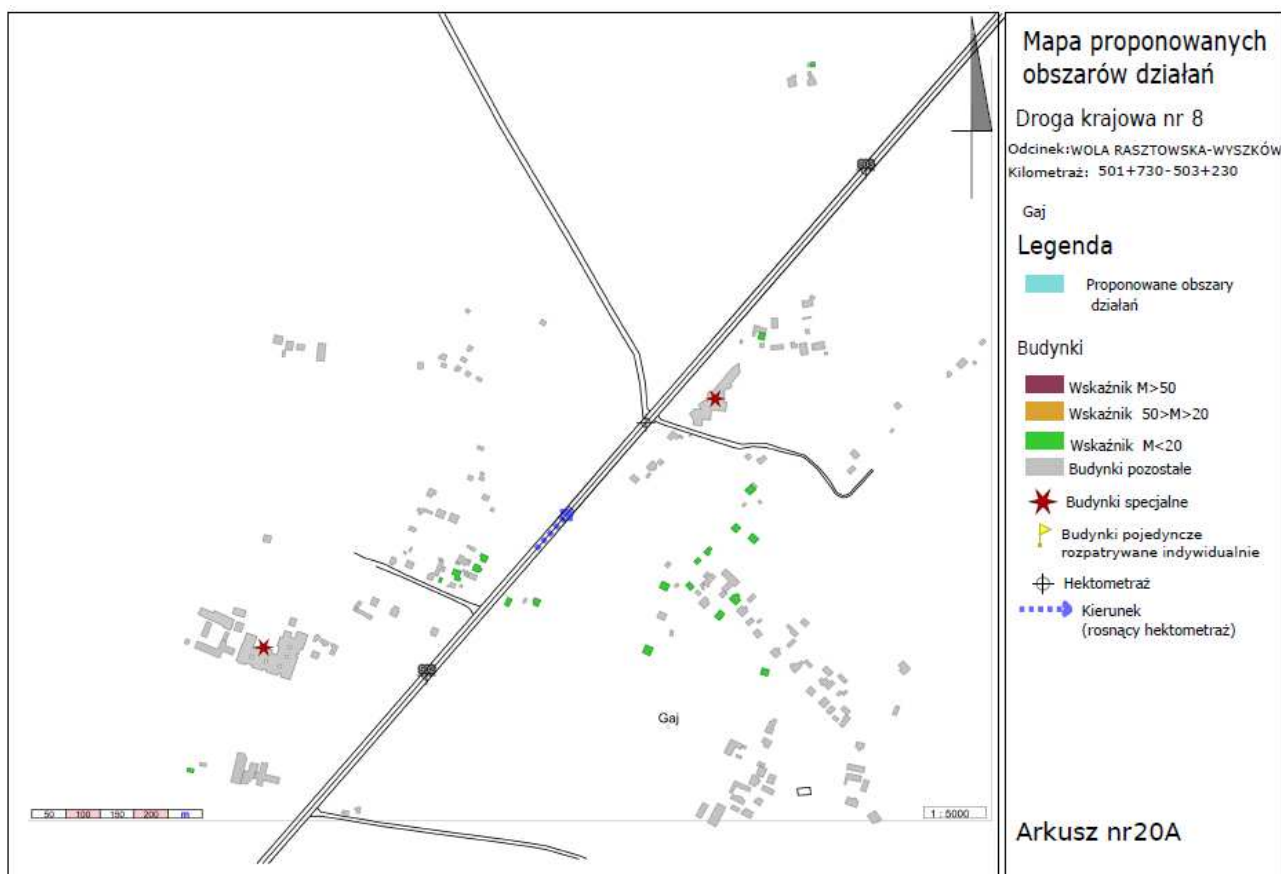 Mapa proponowanych
obszarów działań
Droga krajowa nr 8
Odcinek:WOLA RASZTOWSKA-WYSZKÓW
Kilometraż: 501+730-503+230
Gaj
Legenda
Proponowane obszary
działań
Budynki
Wskaźnik M>50
Wskaźnik 50>M>20
Wskaźnik M<20
Budynki pozostałe
Budynki specjalne
Budynki pojedyncze
rozpatrywane indywidualnie
Hektometraż
Kierunek
(rosnący hektometraż)
Gaj
50 100 150 200 m
1 : 5000
Arkusz nr20A